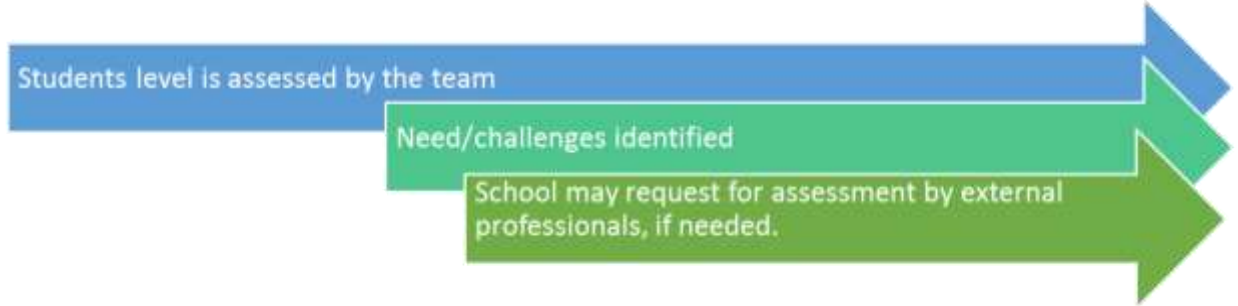 Students level is assessed by the team
Need/challenges identified
School may request for assessment by external
professionals, if needed.